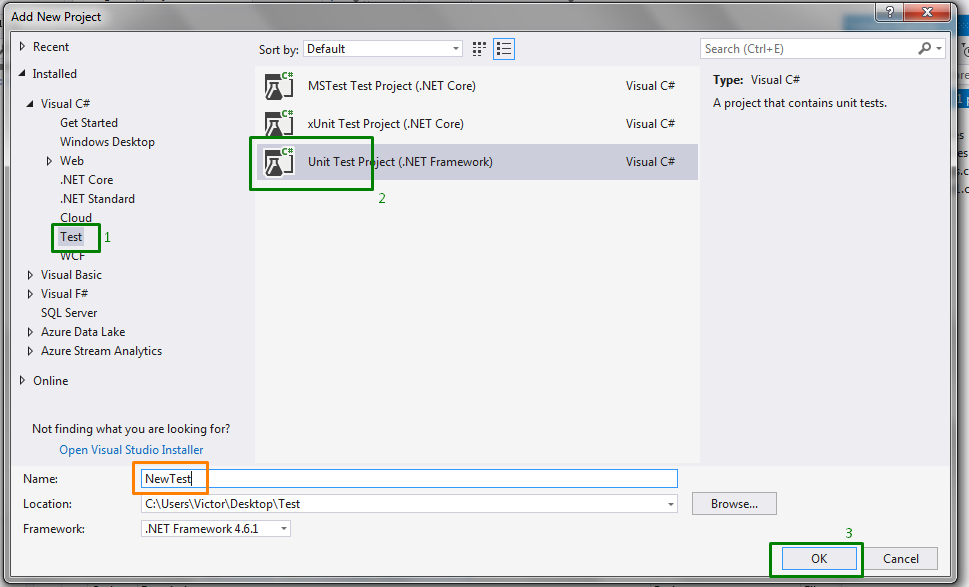 Add New Project
?
Recent
Installed
Visual C#
Get Started
Windows Desktop
Web
.NET Core
.NET Standard
Cloud
Test
1
WCF
Visual Basic
Visual F#
SQL Server
Azure Data Lake
Azure Stream Analytics
Online
Not finding what you are looking for?
Open Visual Studio Installer
Sort by: Default
MSTest Test Project (.NET Core) Visual C#
xUnit Test Project (.NET Core) Visual C#
Unit Test Project (.NET Framework) Visual C#
2
Search (Ctrl+E)
Type: Visual C#
A project that contains unit tests.
Name: NewTest
Location: C:\Users\Victor\Desktop\Test
Browse...
Framework: .NET Framework 4.6.1
3
OK Cancel